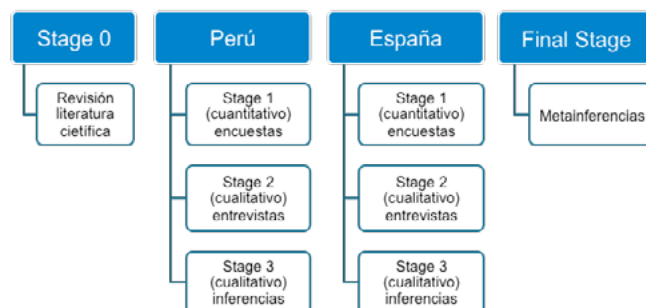 Stage 0
Revisión
literatura
cietífica
Perú
Stage 1
(cuantitativo)
encuestas
Stage 2
(cualitativo)
entrevistas
Stage 3
(cualitativo)
inferencias
España
Stage 1
(cuantitativo)
encuestas
Stage 2
(cualitativo)
entrevistas
Stage 3
(cualitativo)
inferencias
Final Stage
Metainferencias